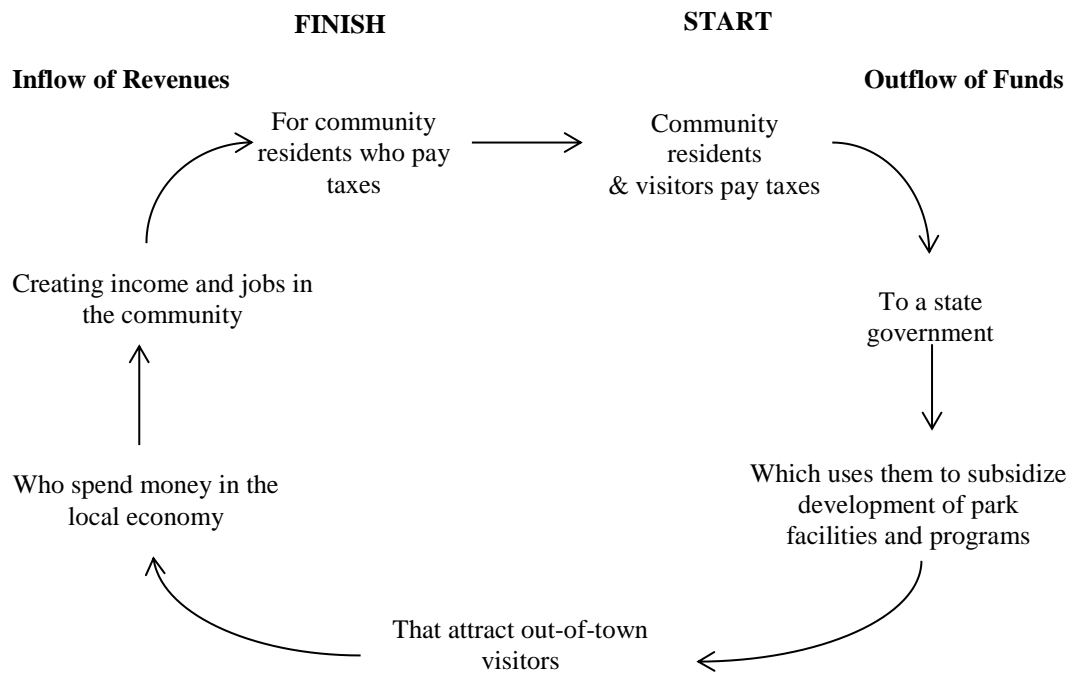 FINISH
START
Inflow of Revenues
Outflow of Funds
For community
residents who pay
taxes
Community
residents
& visitors pay taxes
To a state
government
Which uses them to subsidize
development of park
facilities and programs
That attract out-of-town
visitors
Who spend money in the
local economy
Creating income and jobs in
the community